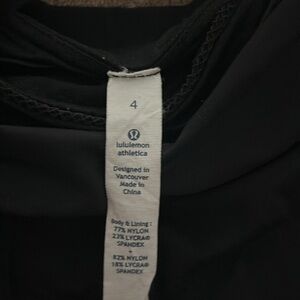 4
lululemon
athletica
Designed in
Vancouver
Made in
China
Body & Lining :
77% NYLON
23% LYCRA®
SPANDEX
+
82% NYLON
18% LYCRA®
SPANDEX